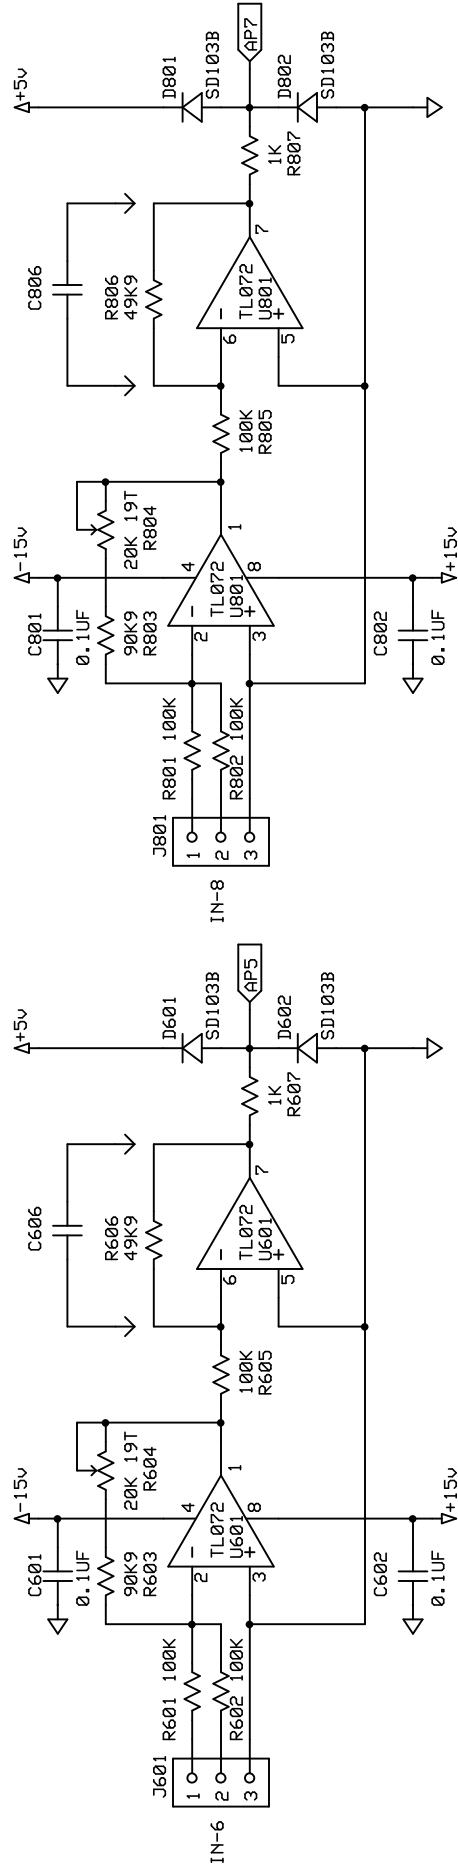 IN-8
J801
1
2
3
R801 100K
R802 100K
C801
0.1UF
-15v
90K9
R803
20K 19T
R804
2
3
4
8
1
TL072
U801
C802
0.1UF
+15v
100K
R805
C806
R806
49K9
6
5
7
TL072
U801
1K
R807
+5v
D801
SD103B
AP7
D802
SD103B
IN-6
J601
1
2
3
R601 100K
R602 100K
C601
0.1UF
-15v
90K9
R603
20K 19T
R604
2
3
4
8
1
TL072
U601
C602
0.1UF
+15v
100K
R605
C606
R606
49K9
6
5
7
TL072
U601
1K
R607
+5v
D601
SD103B
AP5
D602
SD103B